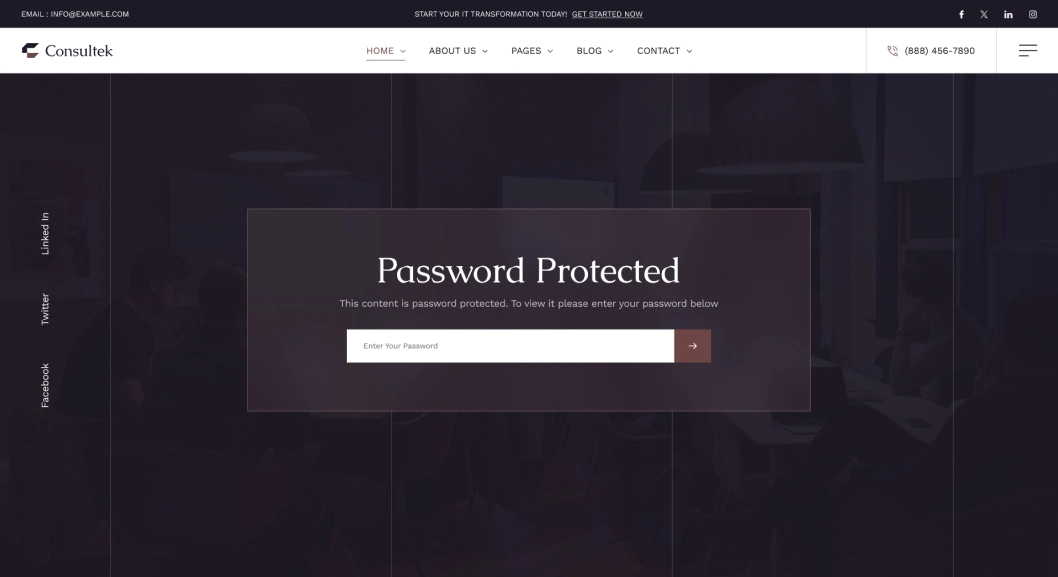 EMAIL : INFO@EXAMPLE.COM
START YOUR IT TRANSFORMATION TODAY! GET STARTED NOW
Consultek
HOME
ABOUT US
PAGES
BLOG
CONTACT
(888) 456-7890
Linked In
Twitter
Facebook
Password Protected
This content is password protected. To view it please enter your password below
Enter Your Password